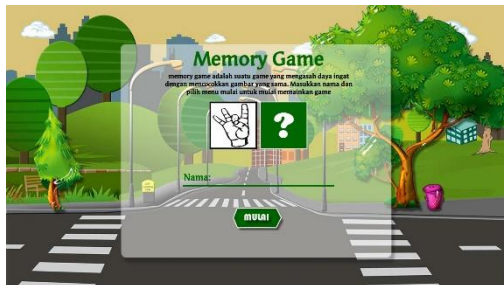 Memory Game
memory game adalah suatu game yang mengasah daya ingat
dengan mencocokkan gambar yang sama. Masukkan nama dan
pilih menu mulai untuk mulai memainkan game
?
Nama:
MULAI